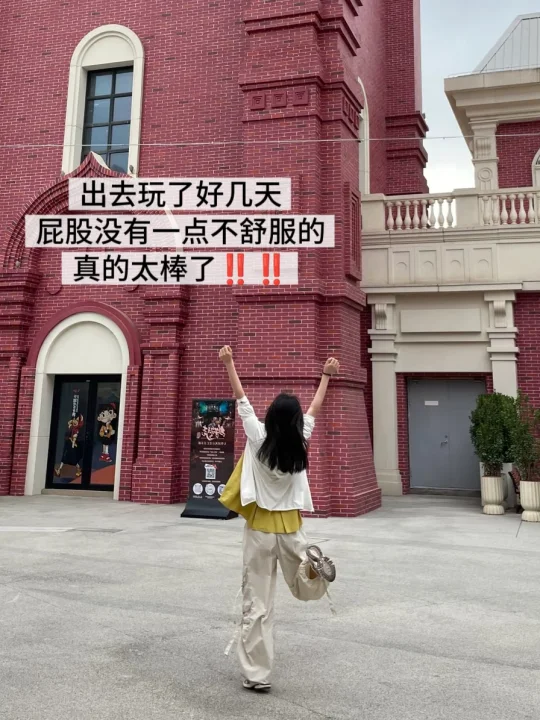 出去玩了好几天
屁股没有一点不舒服的
真的太棒了‼️‼️